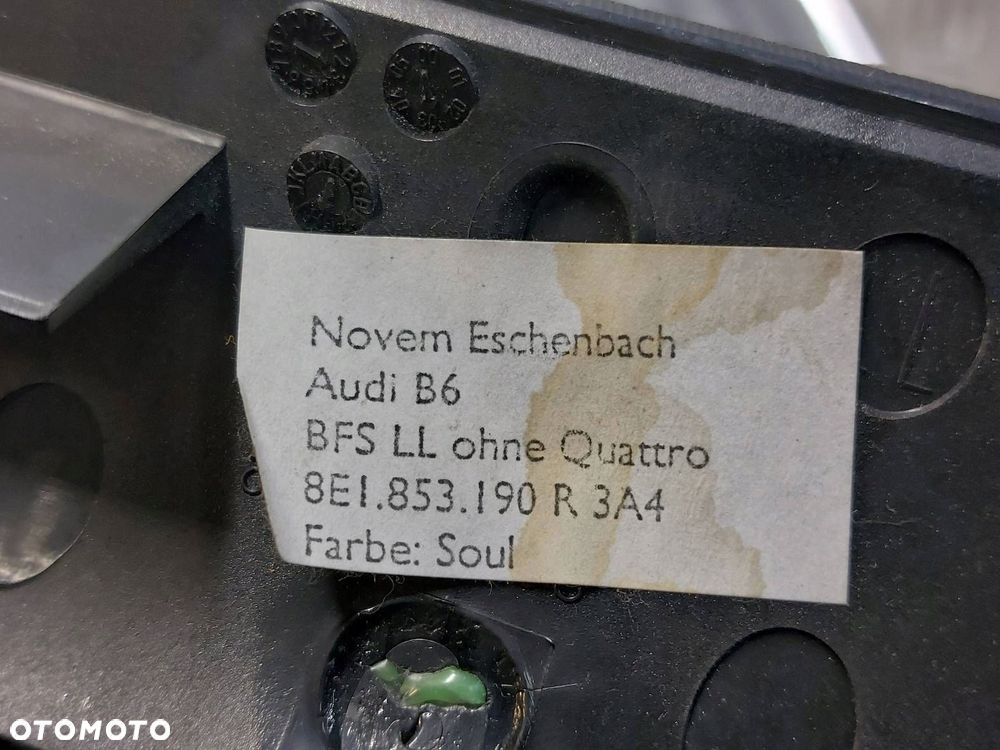 Novem Eschenbach
Audi B6
BFS LL ohne Quattro
8E1.853.190 R 3A4
Farbe: Soul
L
OTOMOTO